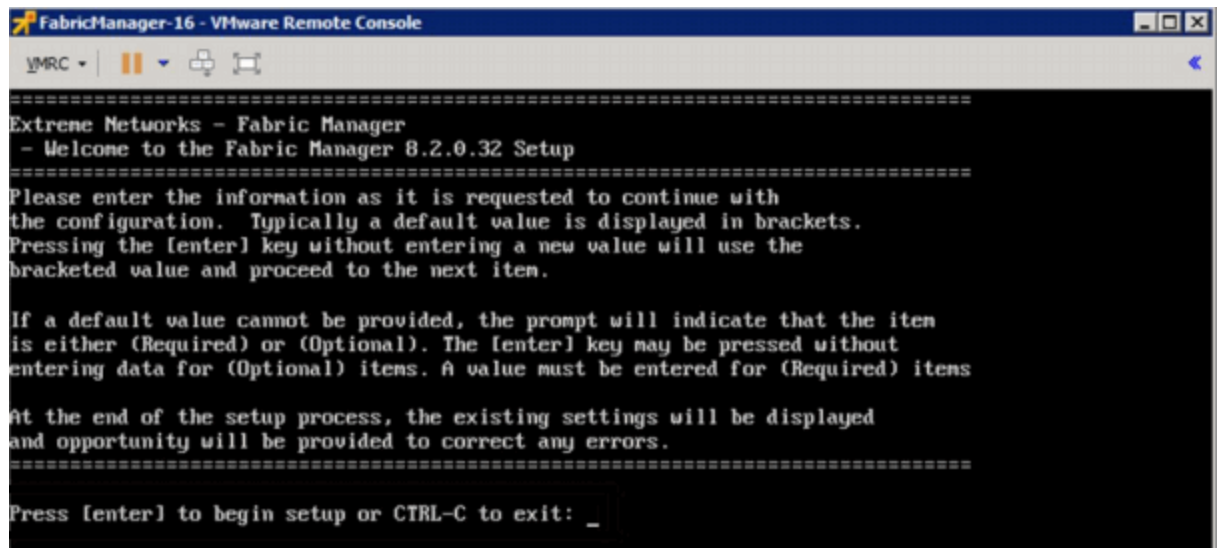 FabricManager-16 - VMware Remote Console
VMRC
================================================================================
Extreme Networks - Fabric Manager
- Welcome to the Fabric Manager 8.2.0.32 Setup
================================================================================
Please enter the information as it is requested to continue with
the configuration.  Typically a default value is displayed in brackets.
Pressing the [enter] key without entering a new value will use the
bracketed value and proceed to the next item.
If a default value cannot be provided, the prompt will indicate that the item
is either (Required) or (Optional). The [enter] key may be pressed without
entering data for (Optional) items. A value must be entered for (Required) items
At the end of the setup process, the existing settings will be displayed
and opportunity will be provided to correct any errors.
================================================================================
Press [enter] to begin setup or CTRL-C to exit: _